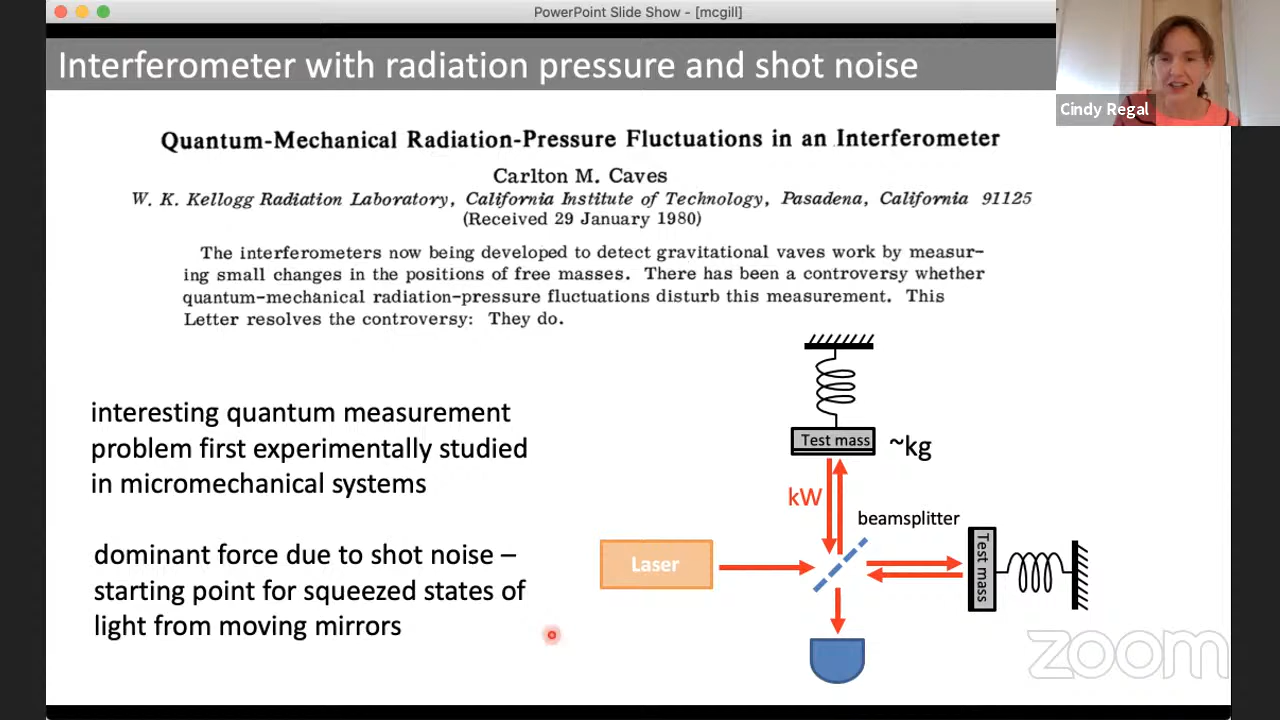 PowerPoint Slide Show - [mcgill]
Interferometer with radiation pressure and shot noise
Cindy Regal
Quantum-Mechanical Radiation-Pressure Fluctuations in an Interferometer
Carlton M. Caves
W. K. Kellogg Radiation Laboratory, California Institute of Technology, Pasadena, California 91125
(Received 29 January 1980)
The interferometers now being developed to detect gravitational vaves work by measur-
ing small changes in the positions of free masses. There has been a controversy whether
quantum-mechanical radiation-pressure fluctuations disturb this measurement. This
Letter resolves the controversy: They do.
interesting quantum measurement
problem first experimentally studied
in micromechanical systems
dominant force due to shot noise –
starting point for squeezed states of
light from moving mirrors
Test mass
~kg
kW
beamsplitter
Laser
Test mass
zoom